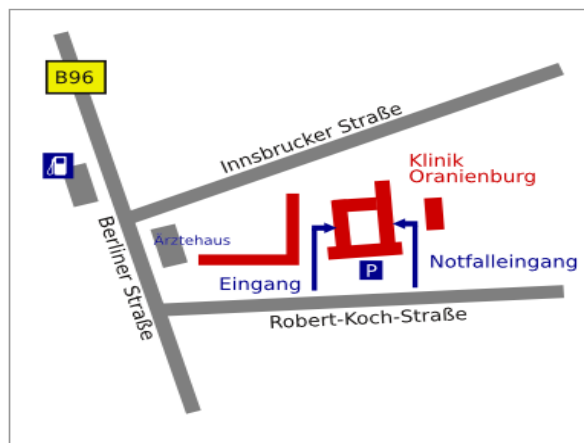 B96
Innsbrucker Straße
Klinik
Oranienburg
Berliner Straße
Ärztehaus
Eingang
P
Notfalleingang
Robert-Koch-Straße